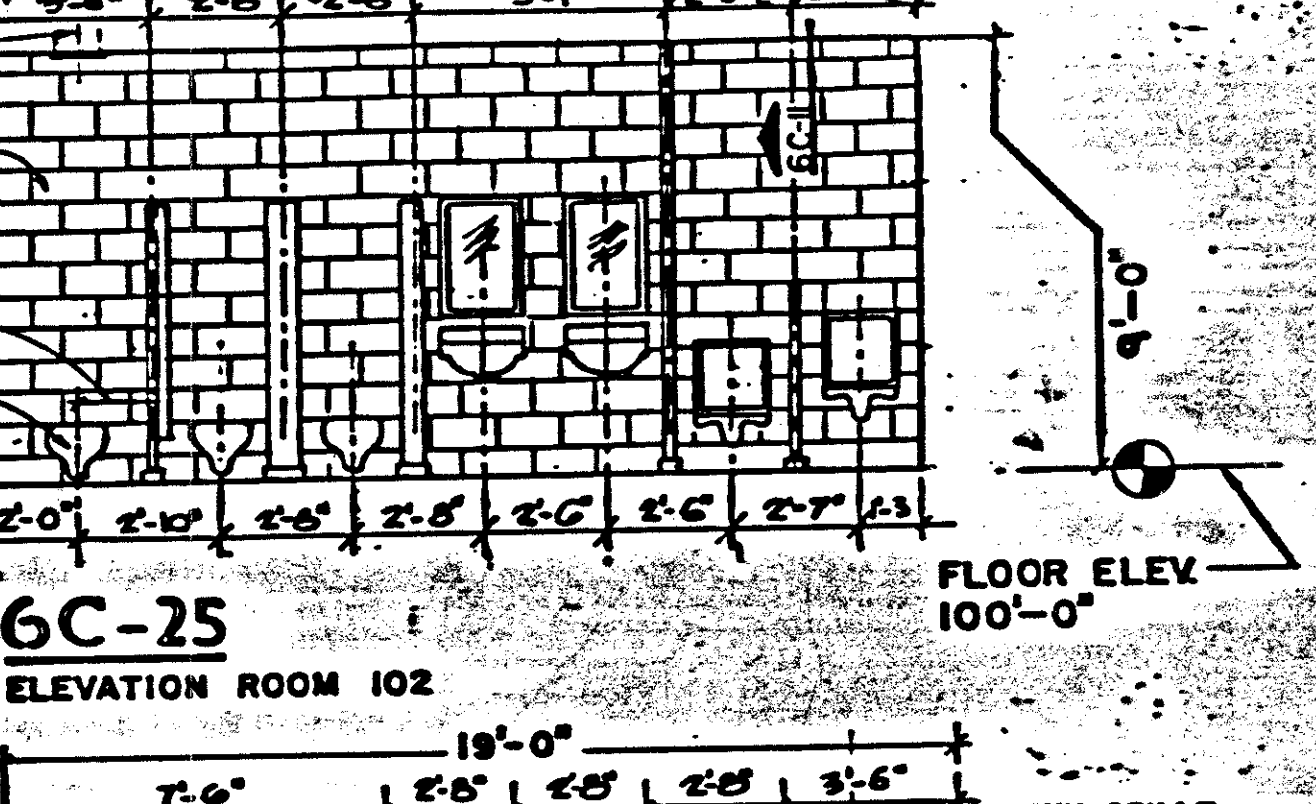 6C-11
9'-0"
2'-0" 2'-10" 2'-8" 2'-8" 2'-6" 2'-6" 2'-7" 1'-3
FLOOR ELEV.
100'-0"
6C-25
ELEVATION ROOM 102
19'-0"
7'-6" 2'-8" 2'-8" 2'-8" 3'-6"